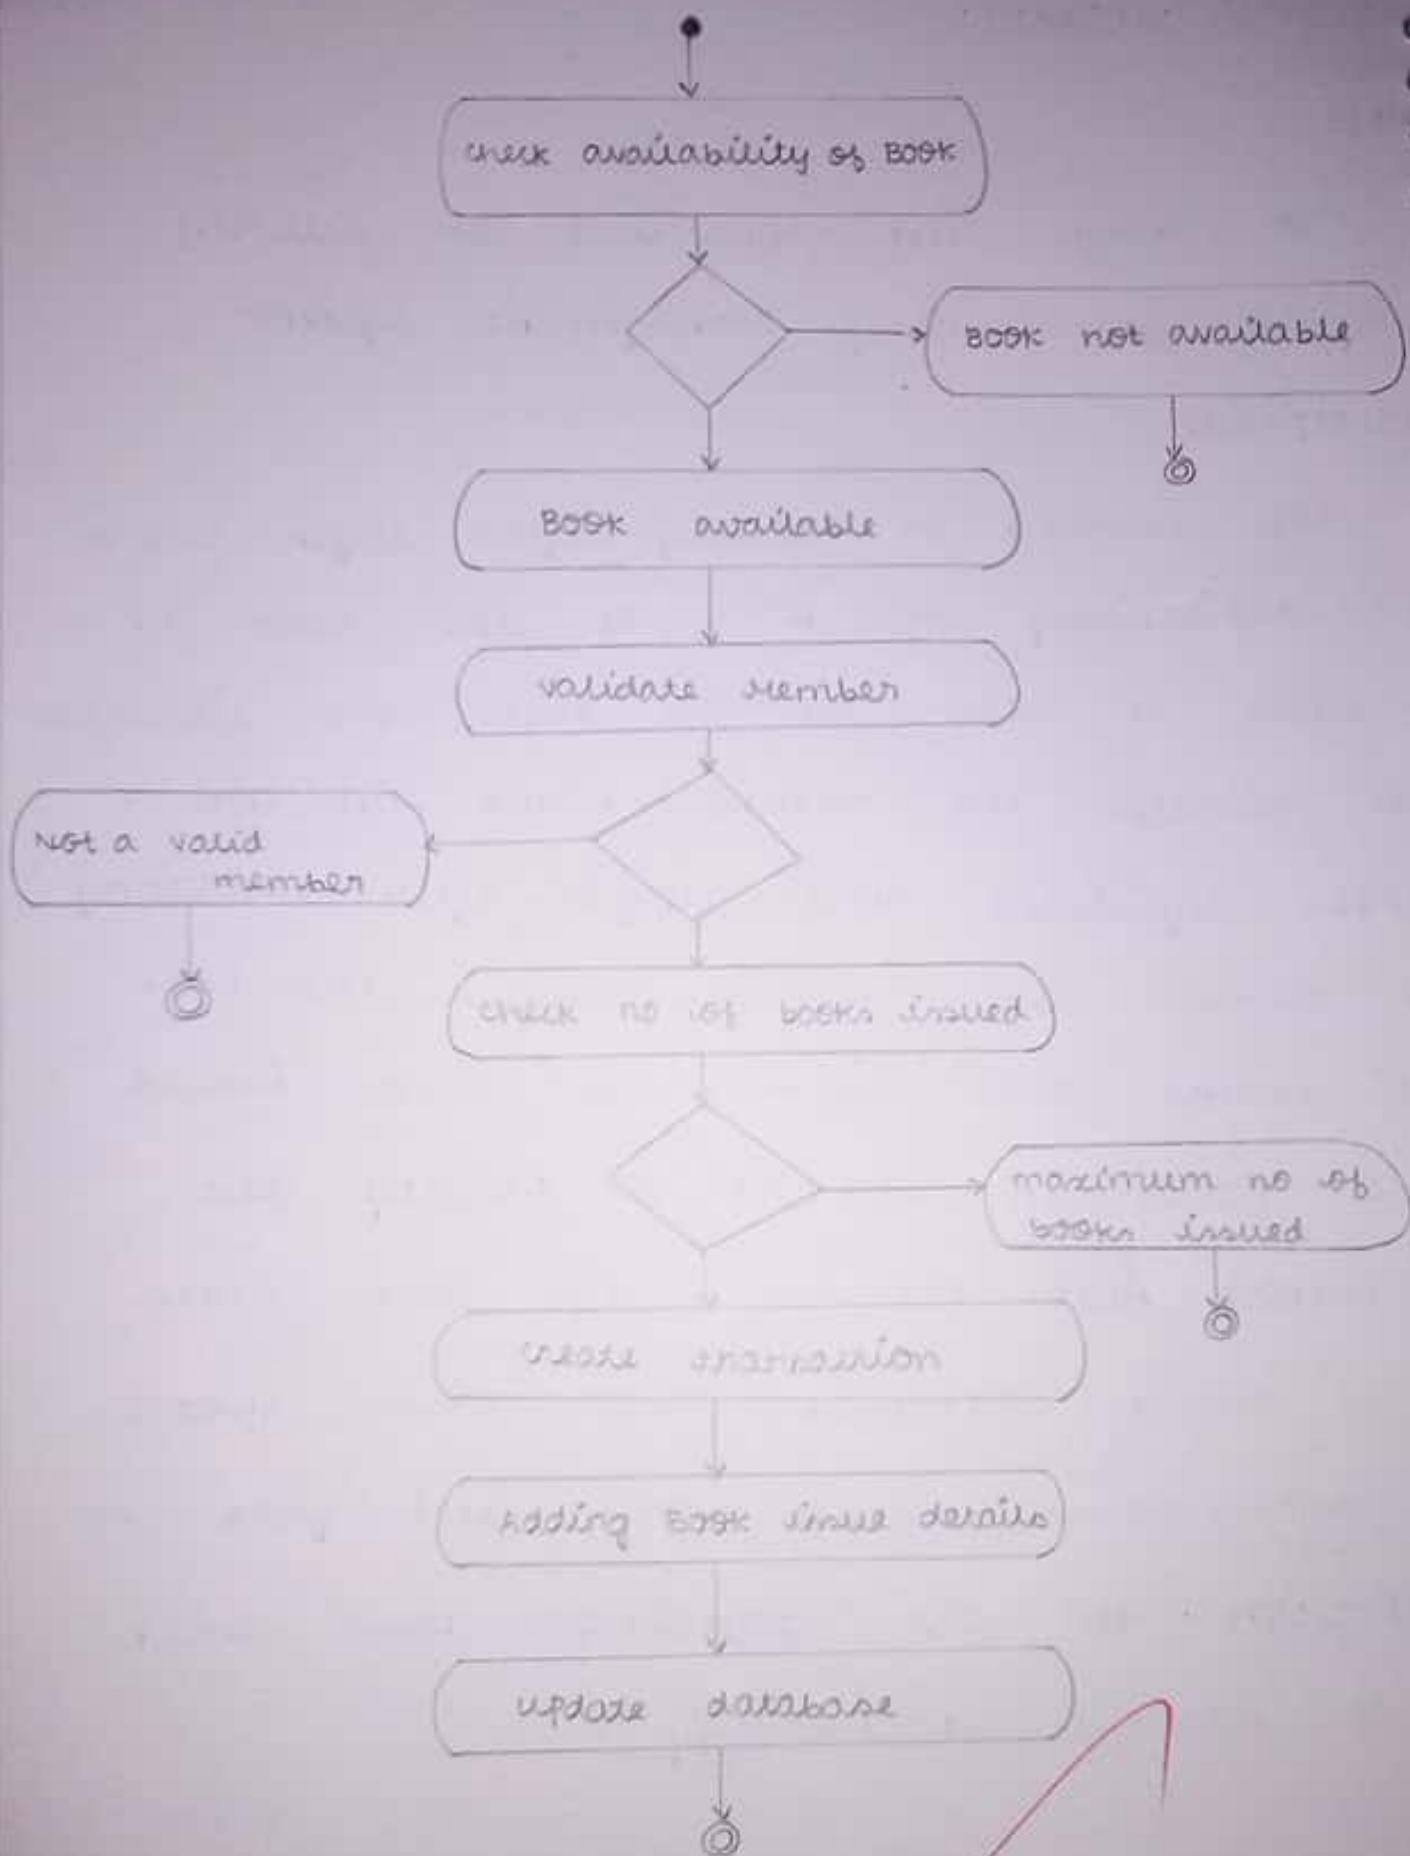 check availability of Book
Book not available
Book available
validate Member
Not a valid
member
check no of books issued
maximum no of
books issued
create transaction
Adding Book issue details
update database